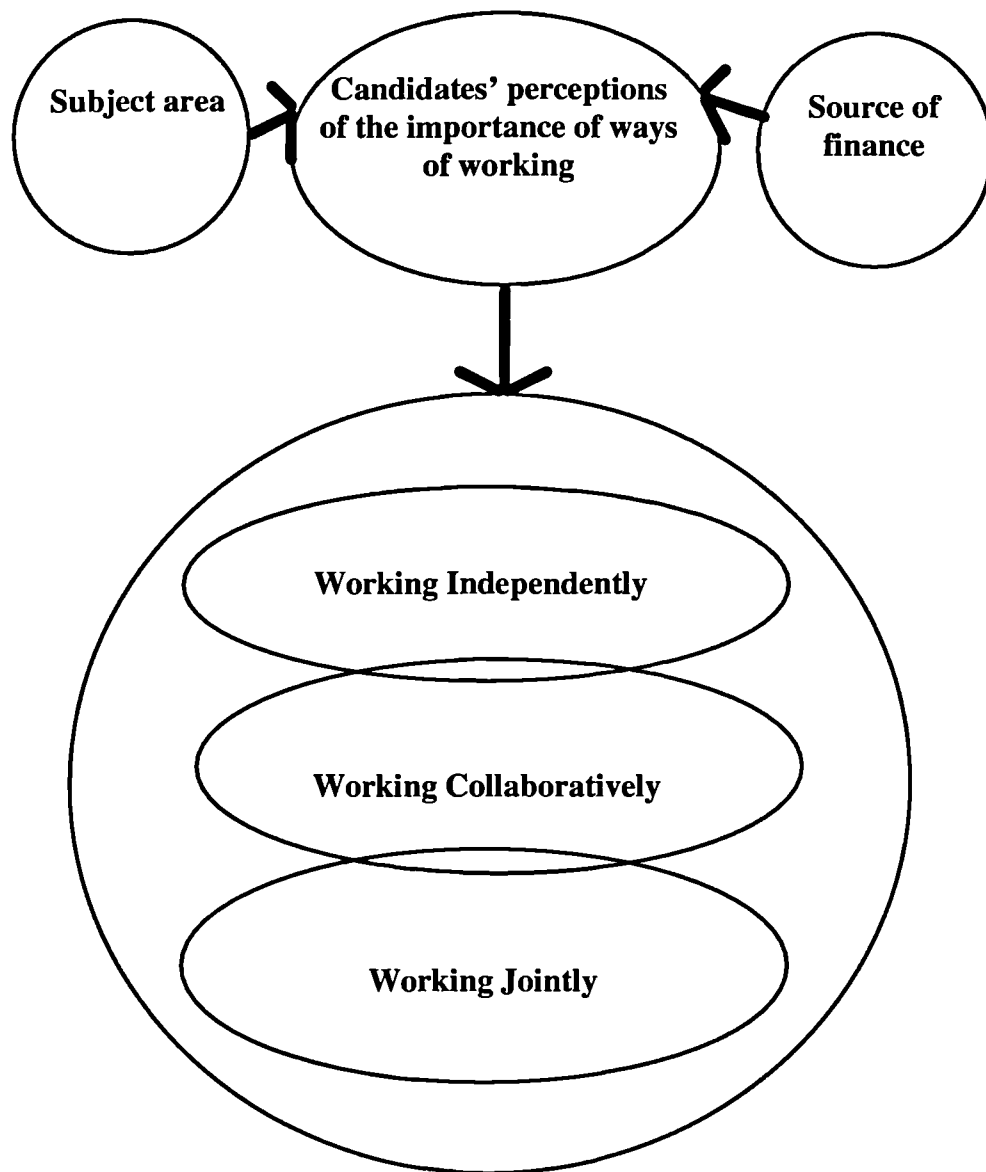 Subject area
Candidates’ perceptions
of the importance of ways
of working
Source of
finance
Working Independently
Working Collaboratively
Working Jointly